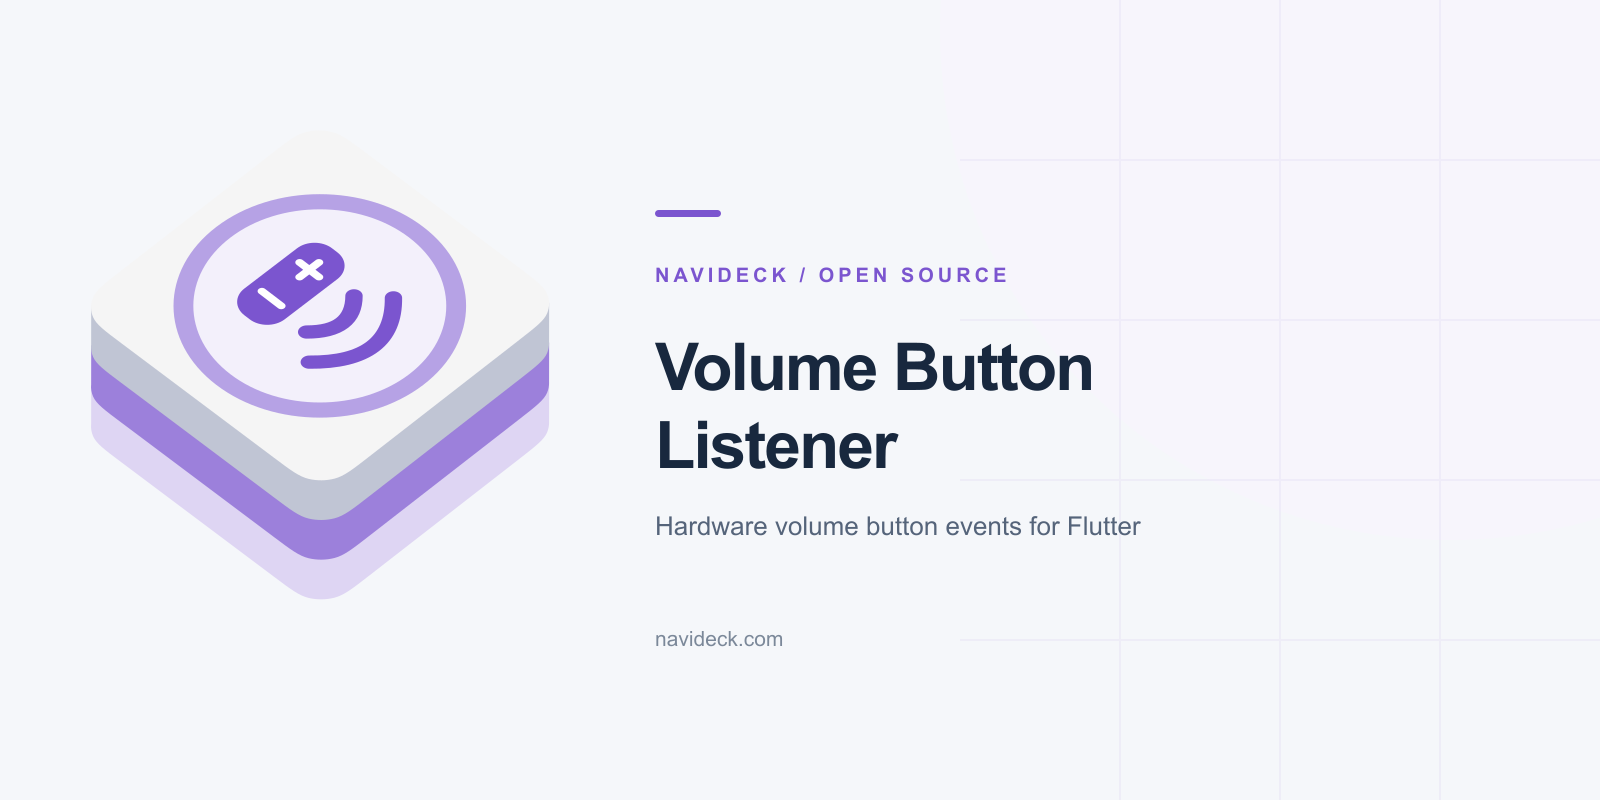 NAVIDECK / OPEN SOURCE
Volume Button
Listener
Hardware volume button events for Flutter
navideck.com